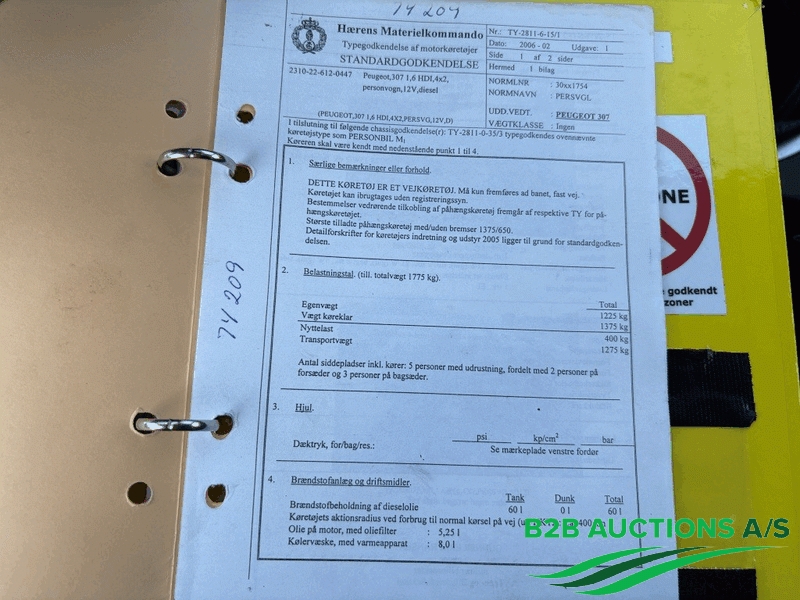 74 209
Hærens Materielkommando
Typegodkendelse af motorkøretøjer
STANDARDGODKENDELSE
Nr.: TY-2811-6-15/1
Dato: 2006 - 02 Udgave: 1
Side 1 af 2 sider
Hermed 1 bilag
2310-22-612-0447 Peugeot,307 1,6 HDI,4x2,
personvogn,12V,diesel
NORMLNR : 30xx1754
NORMNAVN : PERSVGL
(PEUGEOT,307 1,6 HDI,4X2,PERSVG,12V,D)
UDD.VEDT. : PEUGEOT 307
VÆGTKLASSE : Ingen
I tilslutning til følgende chassisgodkendelse(r): TY-2811-0-35/3 typegodkendes ovennævnte
køretøjstype som PERSONBIL M1
Køreren skal være kendt med nedenstående punkt 1 til 4.
1. Særlige bemærkninger eller forhold.
DETTE KØRETØJ ER ET VEJKØRETØJ. Må kun fremføres ad banet, fast vej.
Køretøjet kan ibrugtages uden registreringssyn.
Bestemmelser vedrørende tilkobling af påhængskøretøj fremgår af respektive TY for på-
hængskøretøjet.
Største tilladte påhængskøretøj med/uden bremser 1375/650.
Detailforskrifter for køretøjers indretning og udstyr 2005 ligger til grund for standardgodken-
delsen.
74 209
2. Belastningstal. (till. totalvægt 1775 kg).
Total
Egenvægt 1225 kg
Vægt køreklar 1375 kg
Nyttelast 400 kg
Transportvægt 1275 kg
Antal siddepladser inkl. kører: 5 personer med udrustning, fordelt med 2 personer på
forsæder og 3 personer på bagsæder.
3. Hjul.
psi kp/cm² bar
Dæktryk, for/bag/res.: Se mærkeplade venstre fordør
4. Brændstofanlæg og driftsmidler.
Tank Dunk Total
Brændstofbeholdning af dieselolie 60 l 0 l 60 l
Køretøjets aktionsradius ved forbrug til normal kørsel på vej
Olie på motor, med oliefilter : 5,25 l
Kølervæske, med varmeapparat : 8,0 l
ONE
godkendt
zoner
B2B AUCTIONS A/S